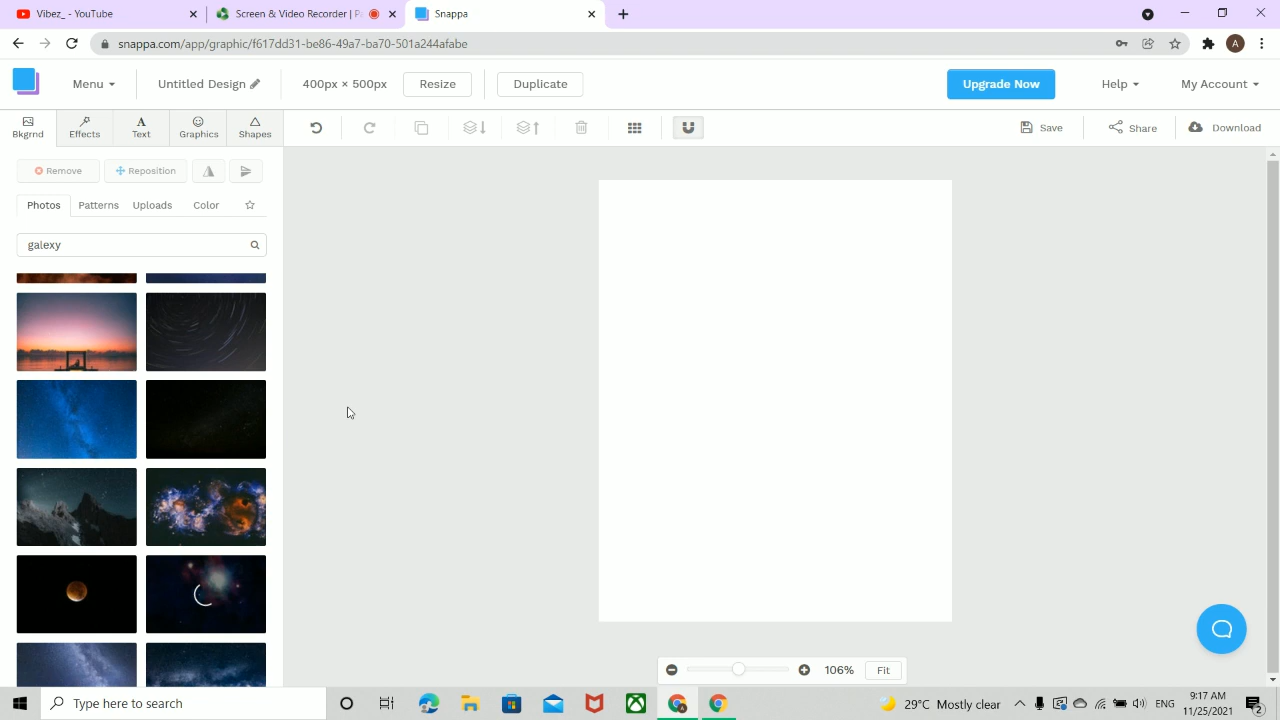 Vibez_ - YouTube
Screen & Video Recorder | Pi
Snappa
snappa.com/app/graphic/f617dd31-be86-49a7-ba70-501a244afabe
A
Menu
Untitled Design
400px × 500px
Resize
Duplicate
Upgrade Now
Help
My Account
Bkgrnd
Effects
Text
Graphics
Shapes
Save
Share
Download
Remove
Reposition
Photos
Patterns
Uploads
Color
galexy
106%
Fit
Type here to search
29°C Mostly clear
ENG
9:17 AM
11/25/2021
2